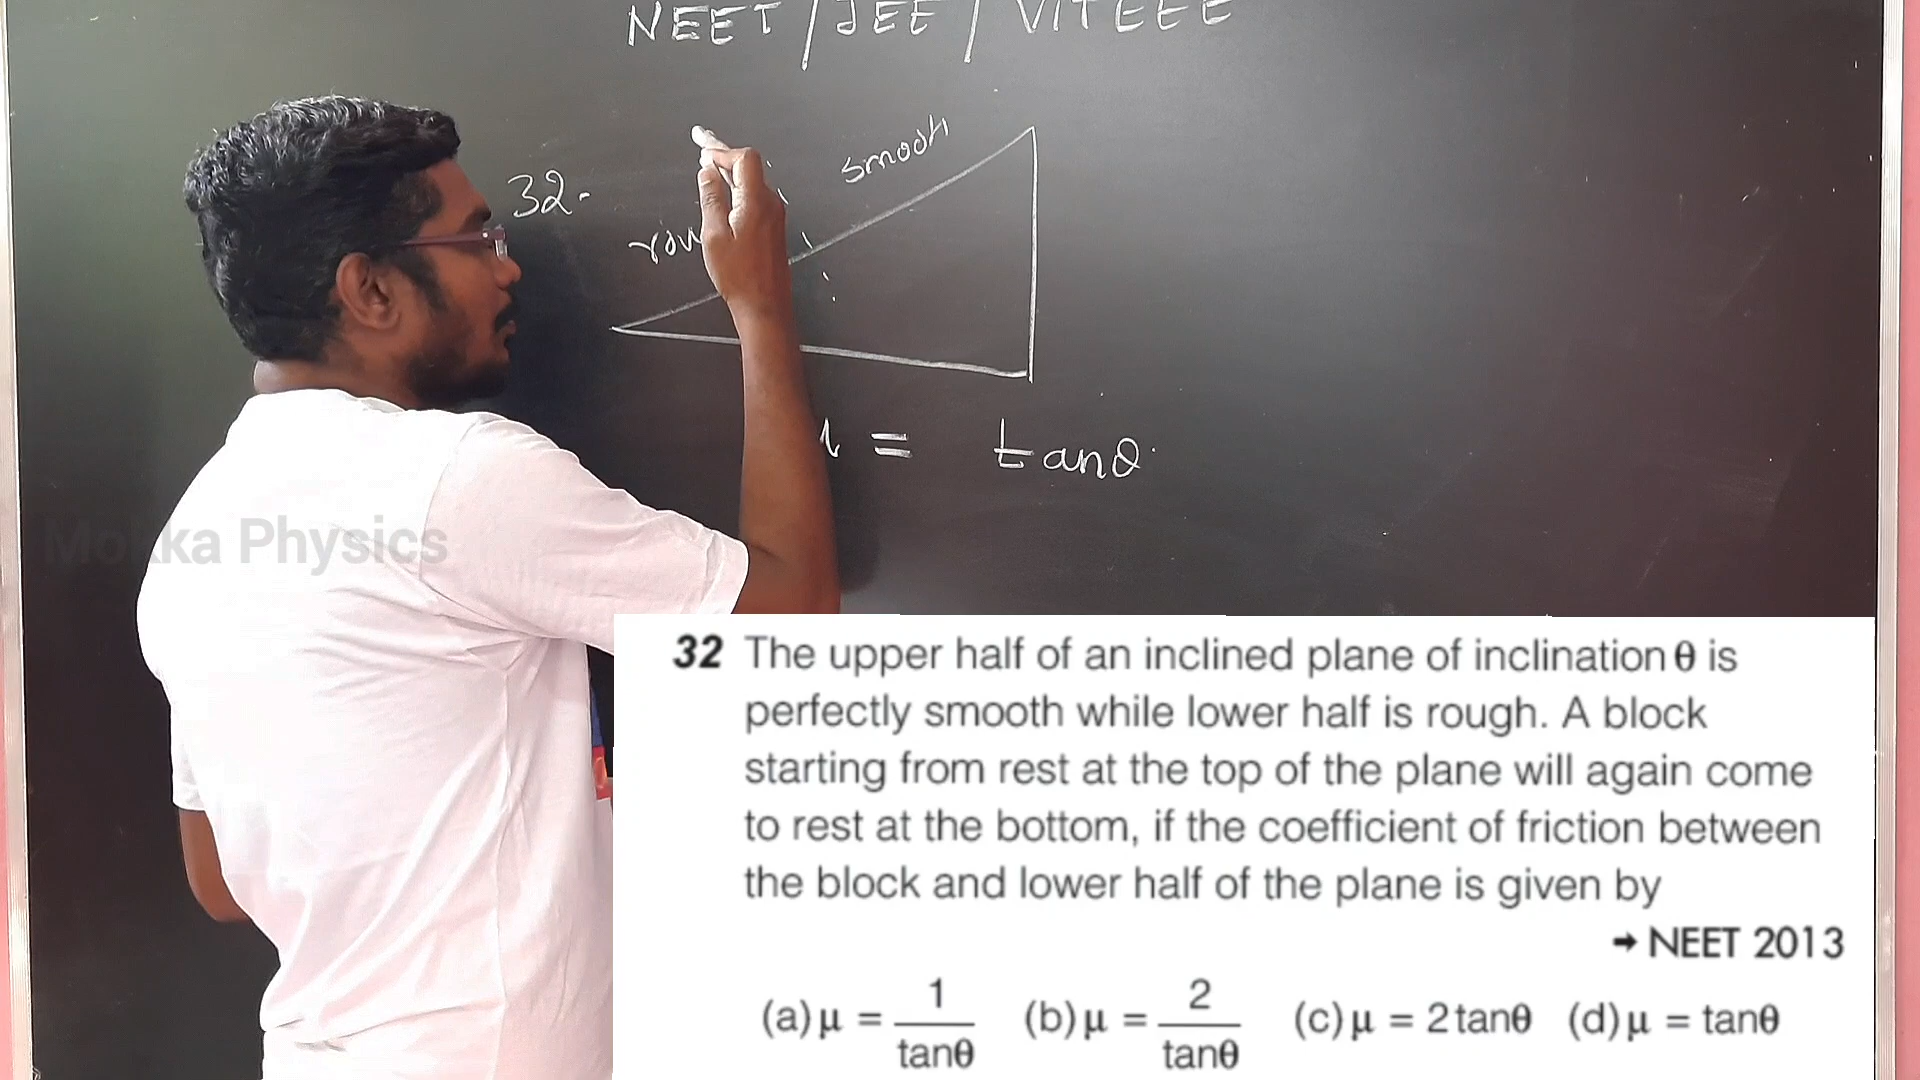 NEET / JEE / VITEEE
32.
smooth
= tanθ
Mokka Physics
32 The upper half of an inclined plane of inclination θ is
perfectly smooth while lower half is rough. A block
starting from rest at the top of the plane will again come
to rest at the bottom, if the coefficient of friction between
the block and lower half of the plane is given by
→ NEET 2013
(a) μ = 1/tanθ (b) μ = 2/tanθ (c) μ = 2 tanθ (d) μ = tanθ